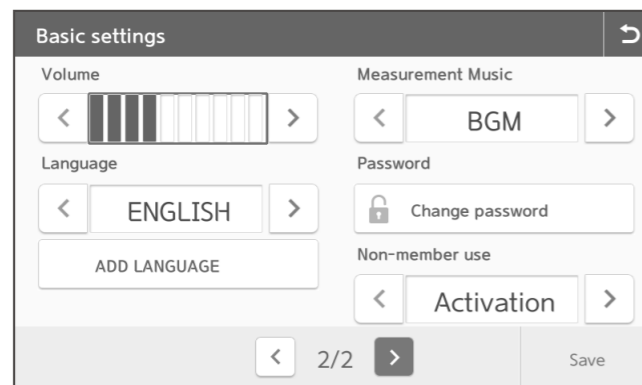 Basic settings
Volume
Measurement Music
BGM
Language
Password
ENGLISH
Change password
ADD LANGUAGE
Non-member use
Activation
2/2
Save